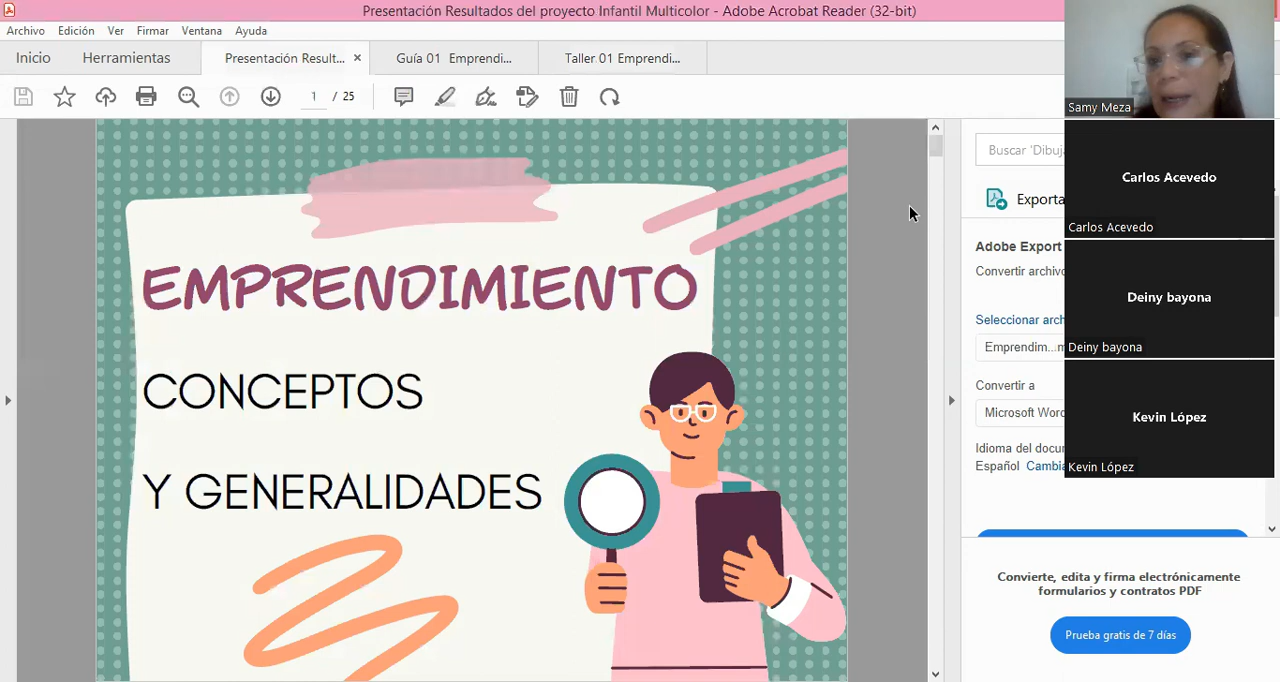 Presentación Resultados del proyecto Infantil Multicolor - Adobe Acrobat Reader (32-bit)
Archivo Edición Ver Firmar Ventana Ayuda
Inicio Herramientas Presentación Result... × Guía 01 Emprendi... Taller 01 Emprendi...
1 / 25
EMPRENDIMIENTO
CONCEPTOS
Y GENERALIDADES
Buscar 'Dibuj
Exporta
Adobe Export
Convertir archivo
Seleccionar arch
Emprendim...m
Convertir a
Microsoft Word
Idioma del docum
Español Cambia
Convierte, edita y firma electrónicamente
formularios y contratos PDF
Prueba gratis de 7 días
Samy Meza
Carlos Acevedo
Carlos Acevedo
Deiny bayona
Deiny bayona
Kevin López
Kevin López